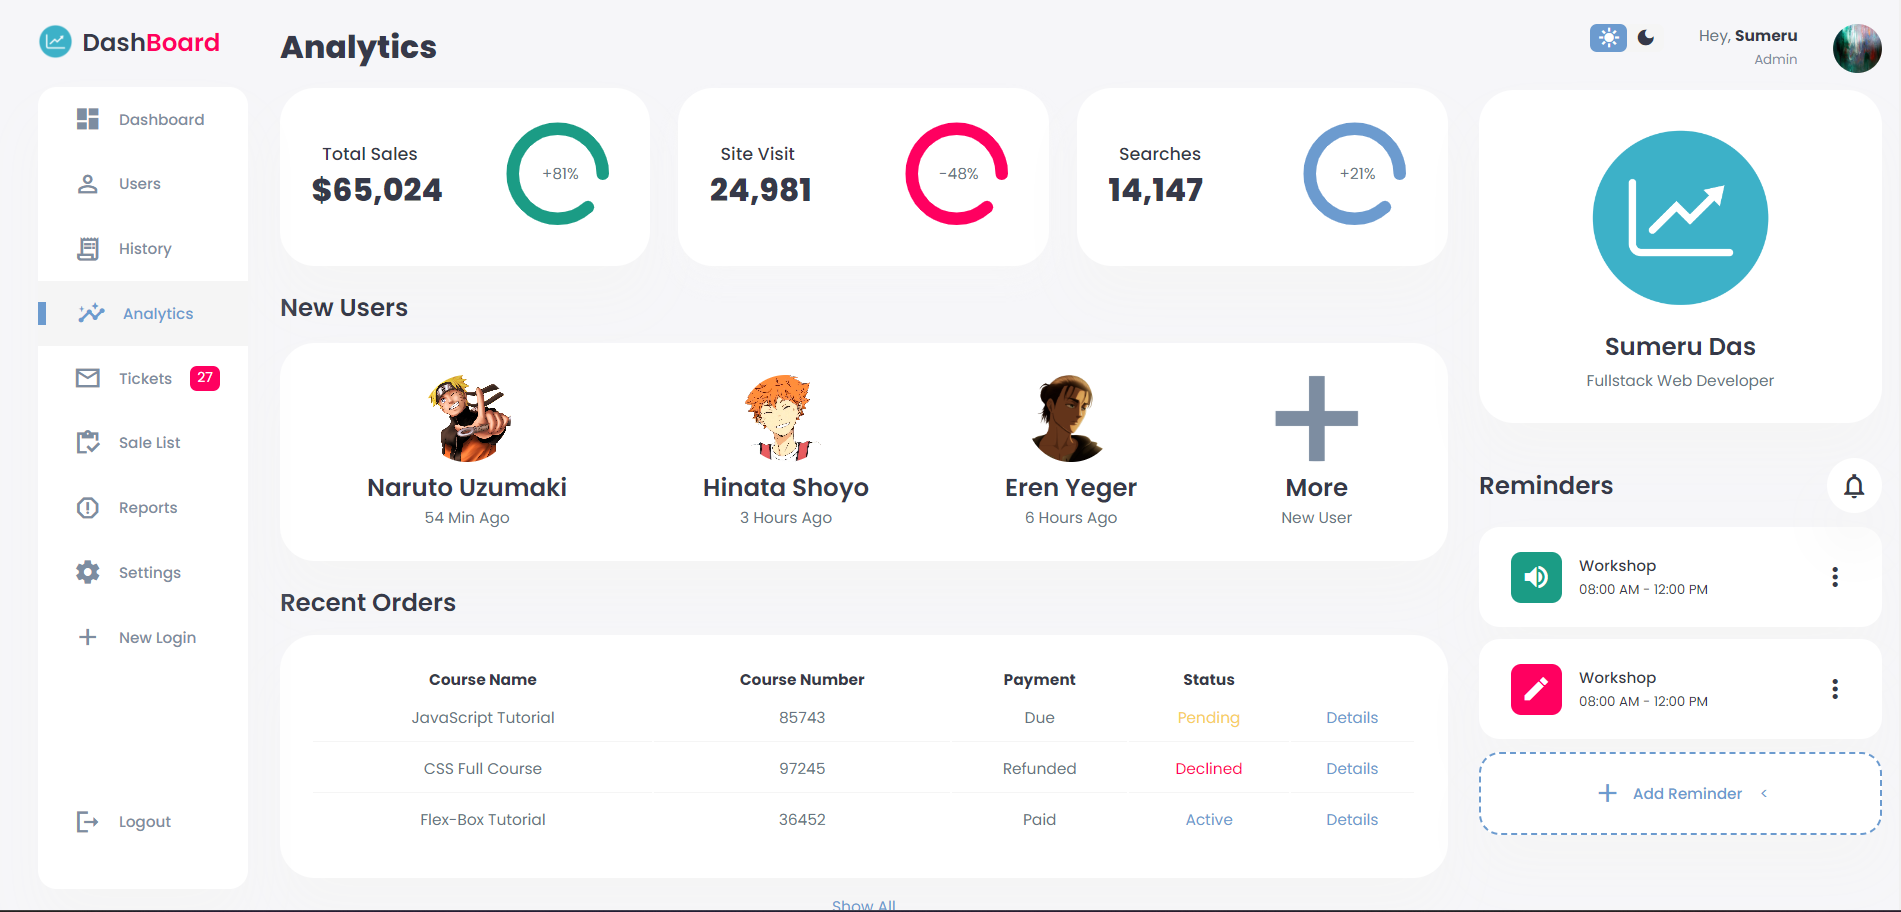 DashBoard
Dashboard
Users
History
Analytics
Tickets 27
Sale List
Reports
Settings
New Login
Logout
Analytics
Total Sales
$65,024
+81%
Site Visit
24,981
-48%
Searches
14,147
+21%
New Users
Naruto Uzumaki
54 Min Ago
Hinata Shoyo
3 Hours Ago
Eren Yeger
6 Hours Ago
More
New User
Recent Orders
Course Name Course Number Payment Status
JavaScript Tutorial 85743 Due Pending Details
CSS Full Course 97245 Refunded Declined Details
Flex-Box Tutorial 36452 Paid Active Details
Show All
Hey, Sumeru
Admin
Sumeru Das
Fullstack Web Developer
Reminders
Workshop
08:00 AM - 12:00 PM
Workshop
08:00 AM - 12:00 PM
Add Reminder <